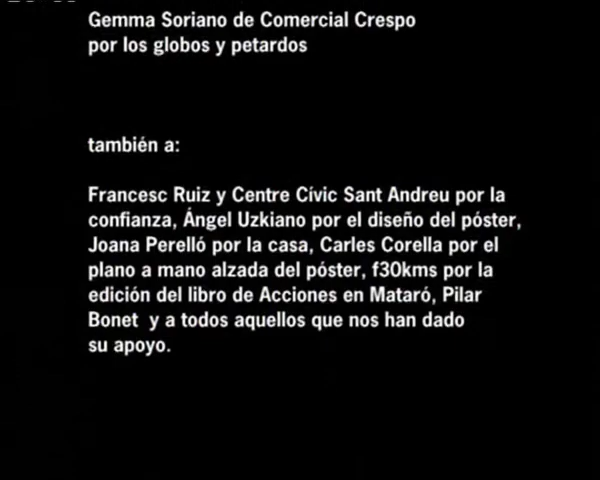 Gemma Soriano de Comercial Crespo
por los globos y petardos
también a:
Francesc Ruiz y Centre Cívic Sant Andreu por la
confianza, Ángel Uzkiano por el diseño del póster,
Joana Perelló por la casa, Carles Corella por el
plano a mano alzada del póster, f30kms por la
edición del libro de Acciones en Mataró, Pilar
Bonet y a todos aquellos que nos han dado
su apoyo.